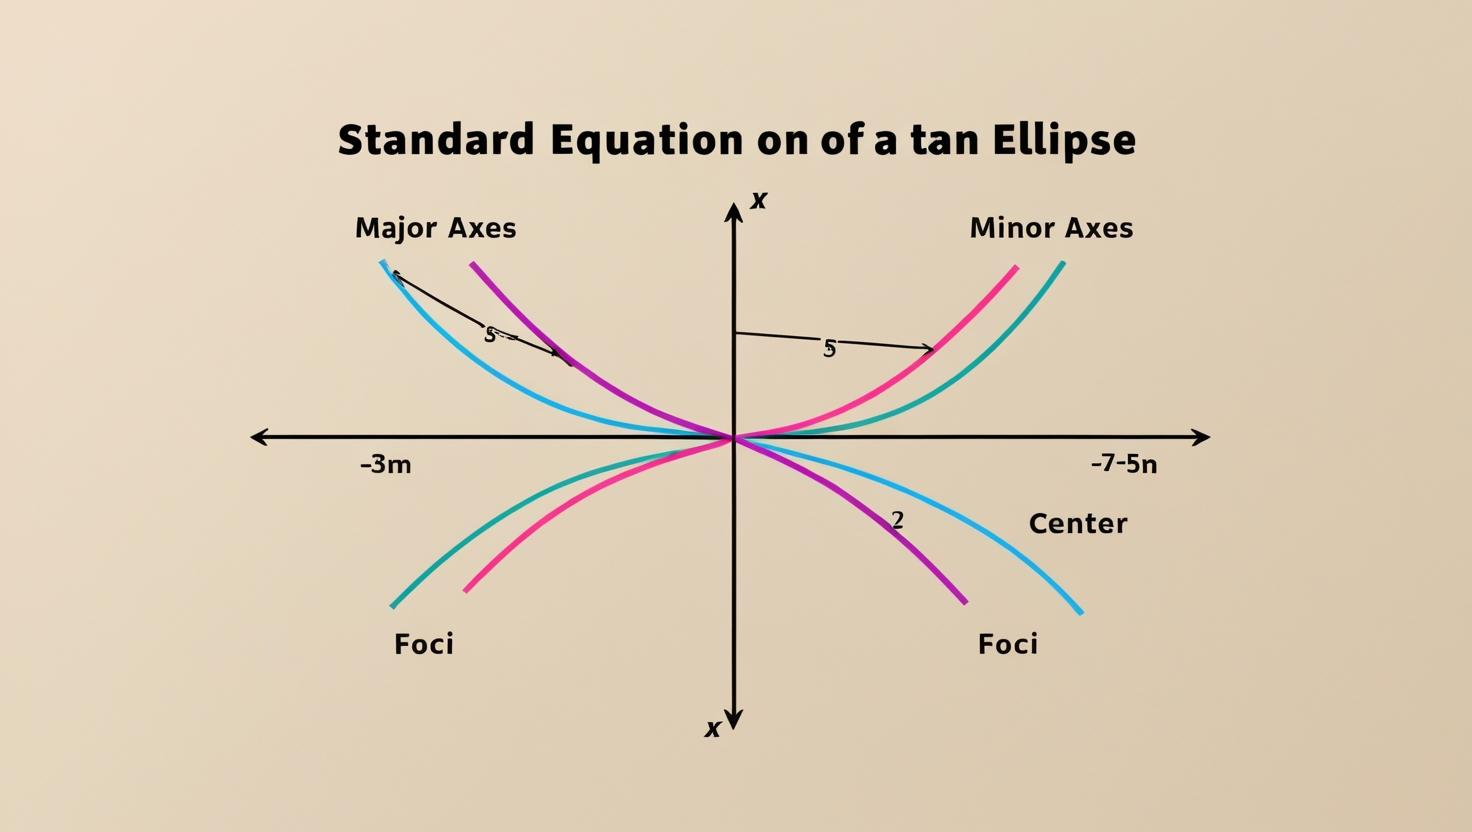 Standard Equation on of a tan Ellipse
x
Major Axes
Minor Axes
5
5
-3m
-7-5n
2
Center
Foci
Foci
x